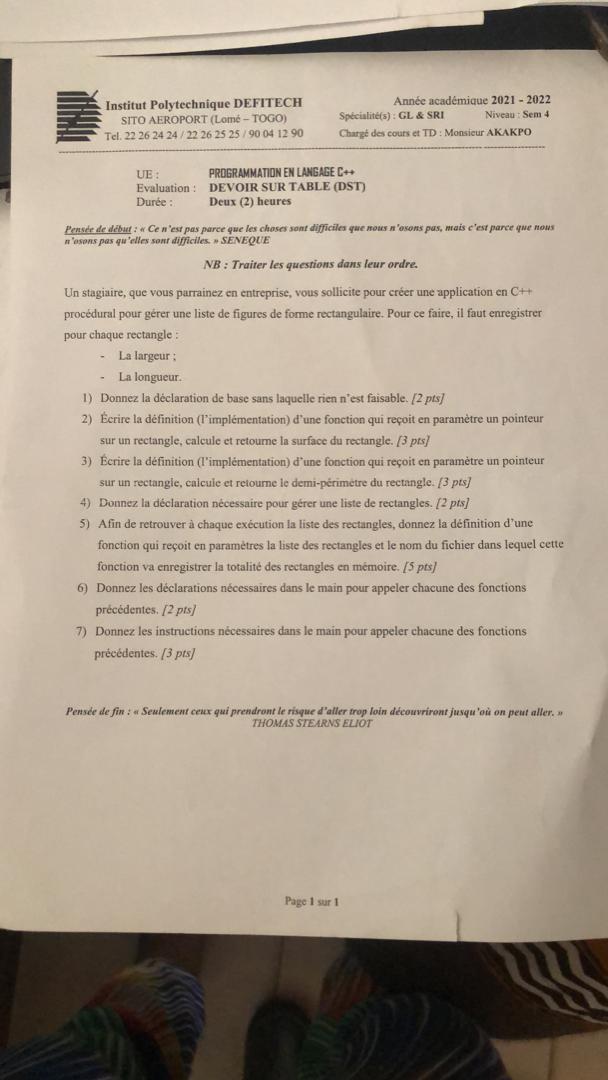 Institut Polytechnique DEFITECH
SITO AEROPORT (Lomé – TOGO)
Tel. 22 26 24 24 / 22 26 25 25 / 90 04 12 90
Année académique 2021 - 2022
Spécialité(s) : GL & SRI Niveau : Sem 4
Chargé des cours et TD : Monsieur AKAKPO
UE : PROGRAMMATION EN LANGAGE C++
Evaluation : DEVOIR SUR TABLE (DST)
Durée : Deux (2) heures
Pensée de début : « Ce n'est pas parce que les choses sont difficiles que nous n'osons pas, mais c'est parce que nous
n'osons pas qu'elles sont difficiles. » SENEQUE
NB : Traiter les questions dans leur ordre.
Un stagiaire, que vous parrainez en entreprise, vous sollicite pour créer une application en C++
procédural pour gérer une liste de figures de forme rectangulaire. Pour ce faire, il faut enregistrer
pour chaque rectangle :
- La largeur ;
- La longueur.
1) Donnez la déclaration de base sans laquelle rien n'est faisable. [2 pts]
2) Écrire la définition (l'implémentation) d'une fonction qui reçoit en paramètre un pointeur
sur un rectangle, calcule et retourne la surface du rectangle. [3 pts]
3) Écrire la définition (l'implémentation) d'une fonction qui reçoit en paramètre un pointeur
sur un rectangle, calcule et retourne le demi-périmètre du rectangle. [3 pts]
4) Donnez la déclaration nécessaire pour gérer une liste de rectangles. [2 pts]
5) Afin de retrouver à chaque exécution la liste des rectangles, donnez la définition d'une
fonction qui reçoit en paramètres la liste des rectangles et le nom du fichier dans lequel cette
fonction va enregistrer la totalité des rectangles en mémoire. [5 pts]
6) Donnez les déclarations nécessaires dans le main pour appeler chacune des fonctions
précédentes. [2 pts]
7) Donnez les instructions nécessaires dans le main pour appeler chacune des fonctions
précédentes. [3 pts]
Pensée de fin : « Seulement ceux qui prendront le risque d'aller trop loin découvriront jusqu'où on peut aller. »
THOMAS STEARNS ELIOT
Page 1 sur 1